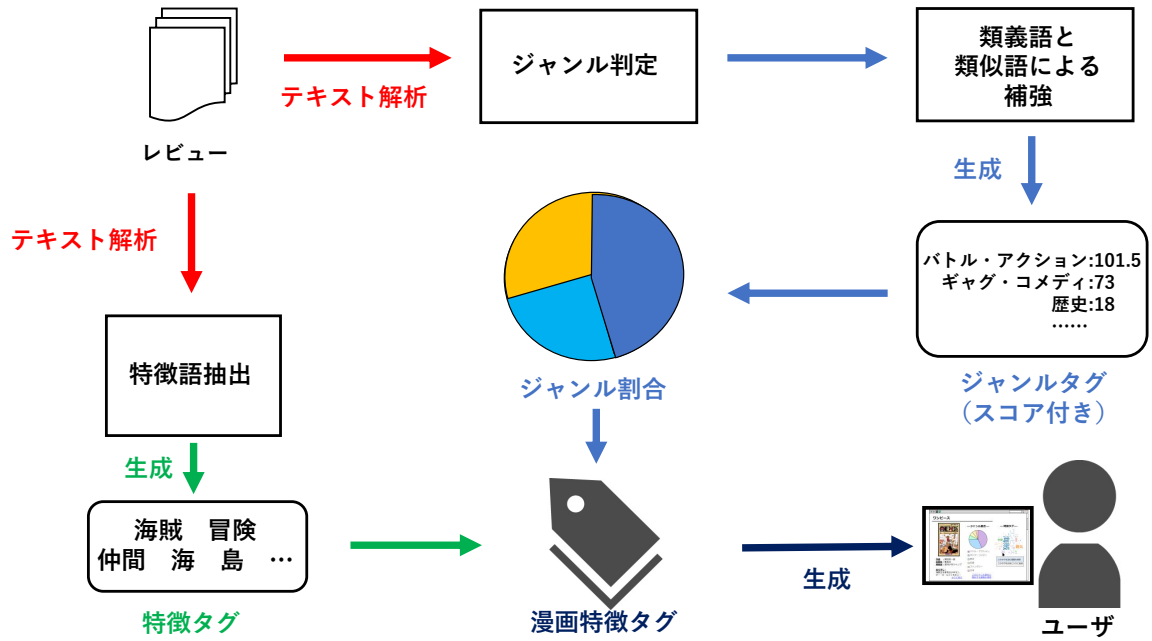 レビュー
テキスト解析
ジャンル判定
類義語と
類似語による
補強
生成
バトル・アクション:101.5
ギャグ・コメディ:73
歴史:18
……
ジャンルタグ
（スコア付き）
ジャンル割合
テキスト解析
特徴語抽出
生成
海賊　冒険
仲間　海　島　…
特徴タグ
漫画特徴タグ
生成
ワンピース
ユーザ